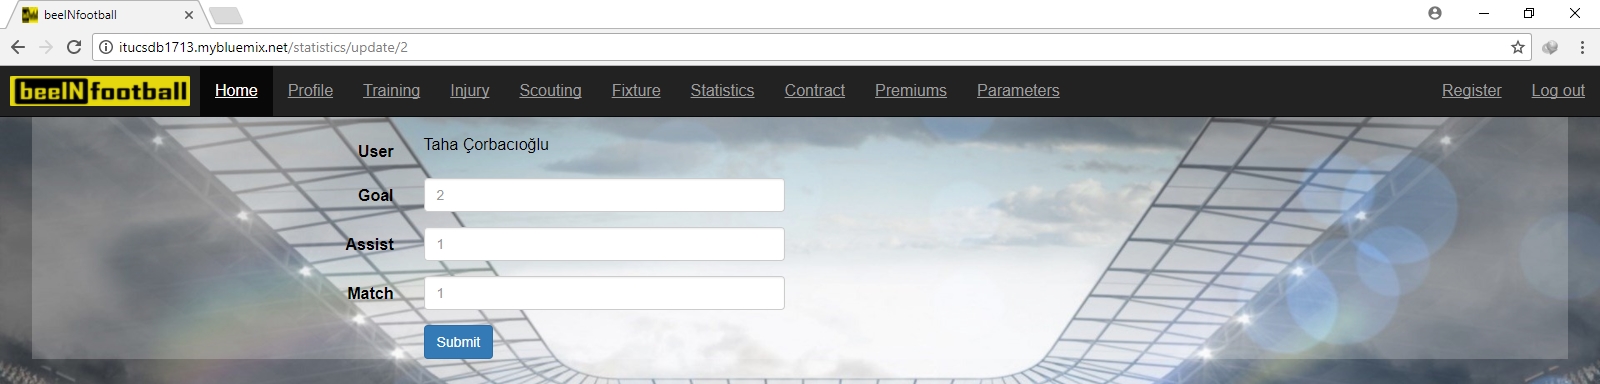 beeINfootball
itucsdb1713.mybluemix.net/statistics/update/2
beeINfootball Home Profile Training Injury Scouting Fixture Statistics Contract Premiums Parameters Register Log out
User Taha Çorbacıoğlu
Goal 2
Assist 1
Match 1
Submit